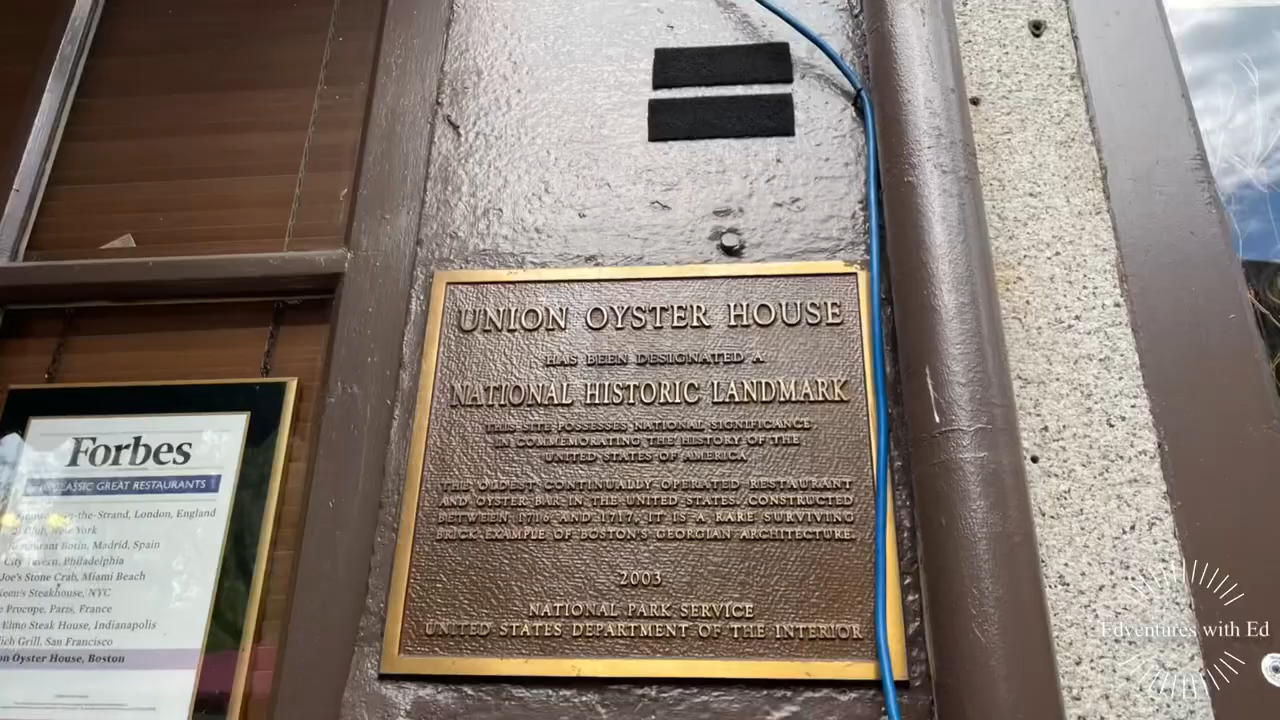 UNION OYSTER HOUSE
HAS BEEN DESIGNATED A
NATIONAL HISTORIC LANDMARK
THIS SITE POSSESSES NATIONAL SIGNIFICANCE
IN COMMEMORATING THE HISTORY OF THE
UNITED STATES OF AMERICA
THE OLDEST CONTINUALLY-OPERATED RESTAURANT
AND OYSTER BAR IN THE UNITED STATES, CONSTRUCTED
BETWEEN 1716 AND 1717, IT IS A RARE SURVIVING
BRICK EXAMPLE OF BOSTON'S GEORGIAN ARCHITECTURE.
2003
NATIONAL PARK SERVICE
UNITED STATES DEPARTMENT OF THE INTERIOR
Forbes
CLASSIC GREAT RESTAURANTS
-the-Strand, London, England
Club, New York
Botin, Madrid, Spain
City Tavern, Philadelphia
Joe's Stone Crab, Miami Beach
Keen's Steakhouse, NYC
Procope, Paris, France
Elmo Steak House, Indianapolis
Grill, San Francisco
Oyster House, Boston
Edventures with Ed